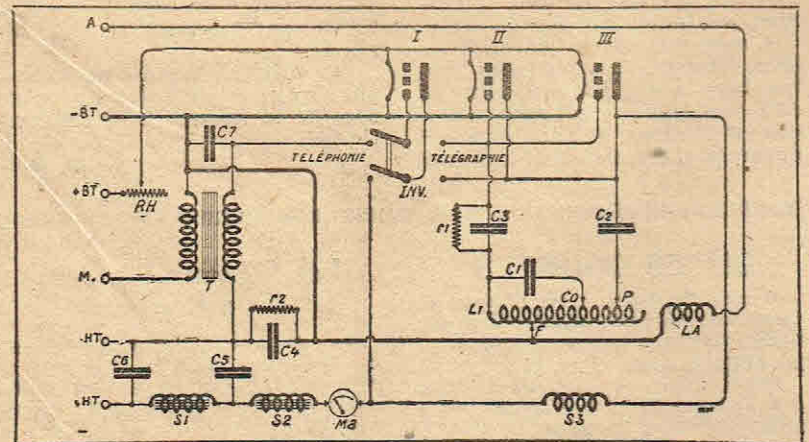 A
I II III
-BT
C7
TÉLÉPHONIE TÉLÉGRAPHIE
INV.
+BT
RH
r1 C3 C2
C1
M.
T
L1 CO P
F
LA
r2
-HT
C4
C6 C5
+HT
S1 S2 Ma S3